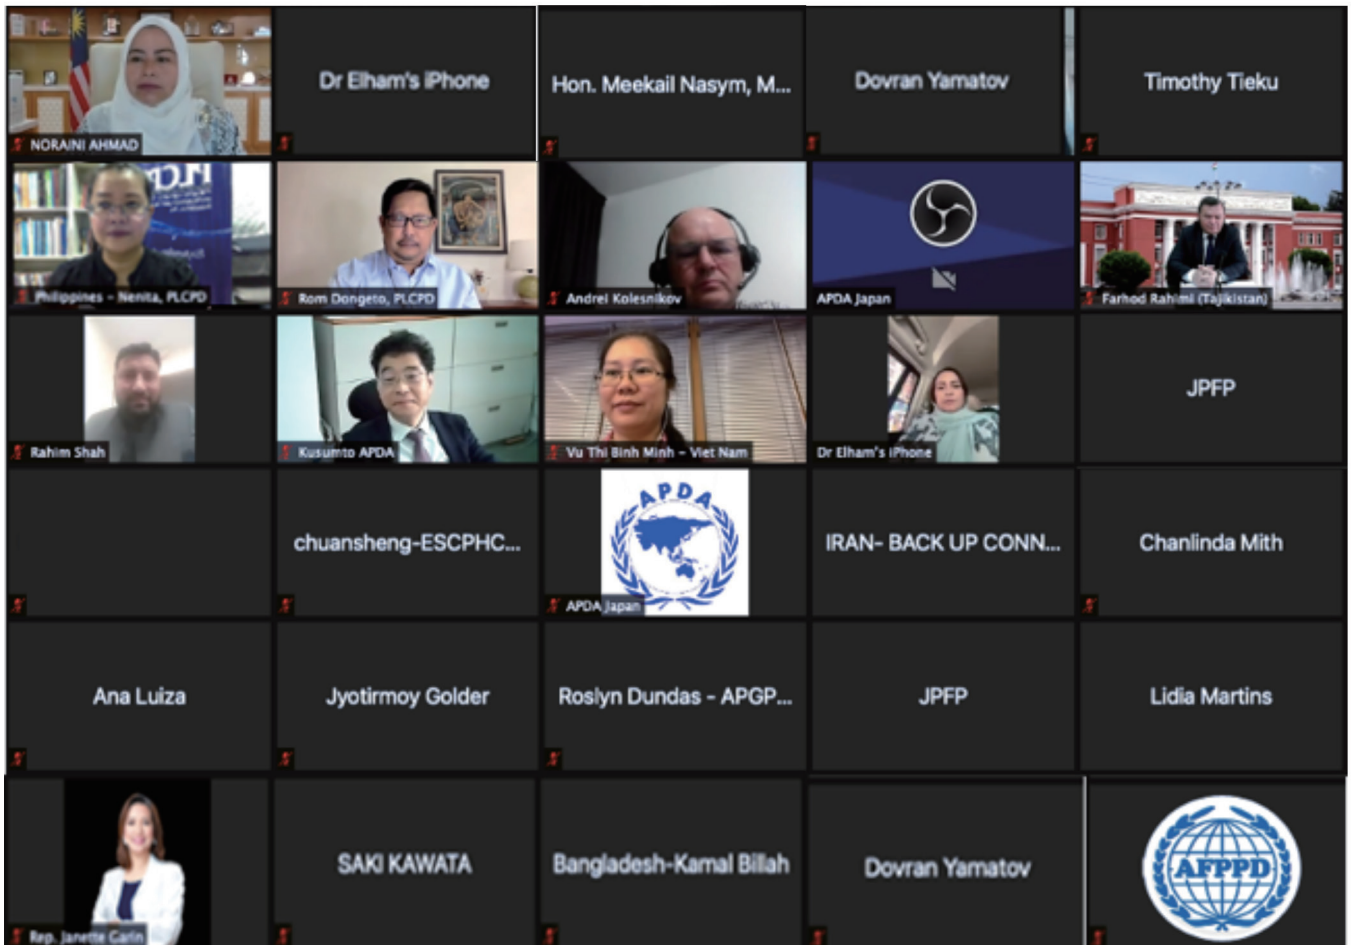 NORAINI AHMAD
Dr Elham's iPhone
Hon. Meekail Nasym, M...
Dovran Yamatov
Timothy Tieku
Philippines - Nenita, PLCPD
Rom Dongeto, PLCPD
Andrei Kolesnikov
APDA Japan
Farhod Rahimi (Tajikistan)
Rahim Shah
Kusumto APDA
Vu Thi Binh Minh - Viet Nam
Dr Elham's iPhone
JPFP
chuansheng-ESCPHC...
APDA
APDA Japan
IRAN- BACK UP CONN...
Chanlinda Mith
Ana Luiza
Jyotirmoy Golder
Roslyn Dundas - APGP...
JPFP
Lidia Martins
Rep. Janette Garin
SAKI KAWATA
Bangladesh-Kamal Billah
Dovran Yamatov
AFPPD